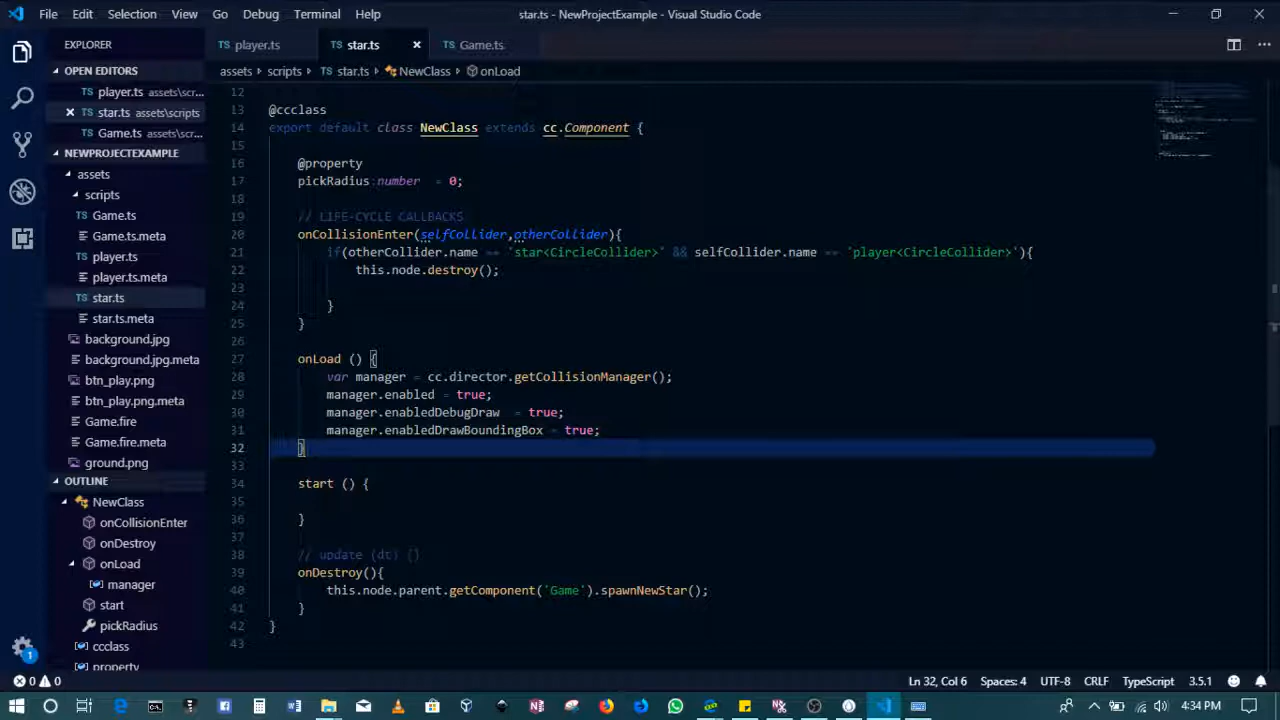 File Edit Selection View Go Debug Terminal Help
star.ts - NewProjectExample - Visual Studio Code
EXPLORER
OPEN EDITORS
player.ts assets\scr...
star.ts assets\scripts
Game.ts assets\scr...
NEWPROJECTEXAMPLE
assets
scripts
Game.ts
Game.ts.meta
player.ts
player.ts.meta
star.ts
star.ts.meta
background.jpg
background.jpg.meta
btn_play.png
btn_play.png.meta
Game.fire
Game.fire.meta
ground.png
OUTLINE
NewClass
onCollisionEnter
onDestroy
onLoad
manager
start
pickRadius
ccclass
property
player.ts star.ts Game.ts
assets › scripts › star.ts › NewClass › onLoad
12
13 @ccclass
14 export default class NewClass extends cc.Component {
15
16 @property
17 pickRadius:number = 0;
18
19 // LIFE-CYCLE CALLBACKS
20 onCollisionEnter(selfCollider,otherCollider){
21 if(otherCollider.name == 'star<CircleCollider>' && selfCollider.name == 'player<CircleCollider>'){
22 this.node.destroy();
23
24 }
25 }
26
27 onLoad () {
28 var manager = cc.director.getCollisionManager();
29 manager.enabled = true;
30 manager.enabledDebugDraw = true;
31 manager.enabledDrawBoundingBox = true;
32 }
33
34 start () {
35
36 }
37
38 // update (dt) {}
39 onDestroy(){
40 this.node.parent.getComponent('Game').spawnNewStar();
41 }
42 }
43
1
0 0 Ln 32, Col 6 Spaces: 4 UTF-8 CRLF TypeScript 3.5.1
4:34 PM